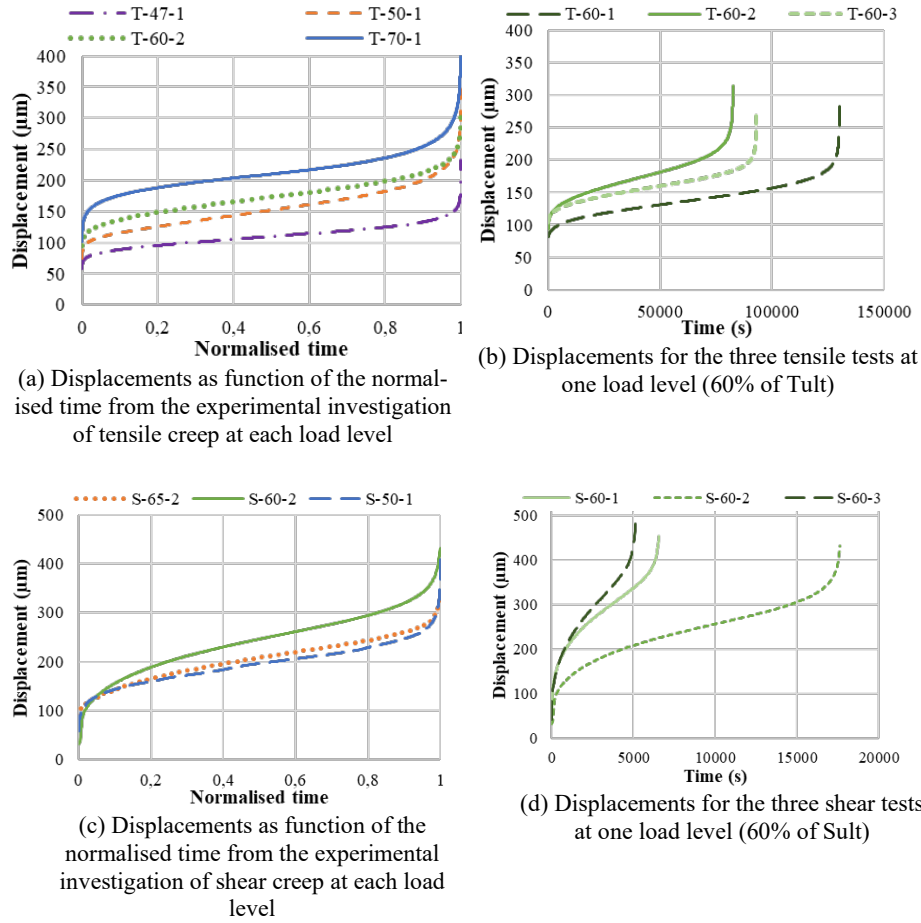 T-47-1 T-50-1
T-60-2 T-70-1
Displacement (µm)
400
350
300
250
200
150
100
50
0
0 0,2 0,4 0,6 0,8 1
Normalised time
(a) Displacements as function of the normal-
ised time from the experimental investigation
of tensile creep at each load level
T-60-1 T-60-2 T-60-3
Displacement (µm)
400
350
300
250
200
150
100
50
0
0 50000 100000 150000
Time (s)
(b) Displacements for the three tensile tests at
one load level (60% of Tult)
S-65-2 S-60-2 S-50-1
Displacement (µm)
500
400
300
200
100
0
0 0,2 0,4 0,6 0,8 1
Normalised time
(c) Displacements as function of the
normalised time from the experimental
investigation of shear creep at each load
level
S-60-1 S-60-2 S-60-3
Displacement (µm)
500
400
300
200
100
0
0 5000 10000 15000 20000
Time (s)
(d) Displacements for the three shear tests
at one load level (60% of Sult)